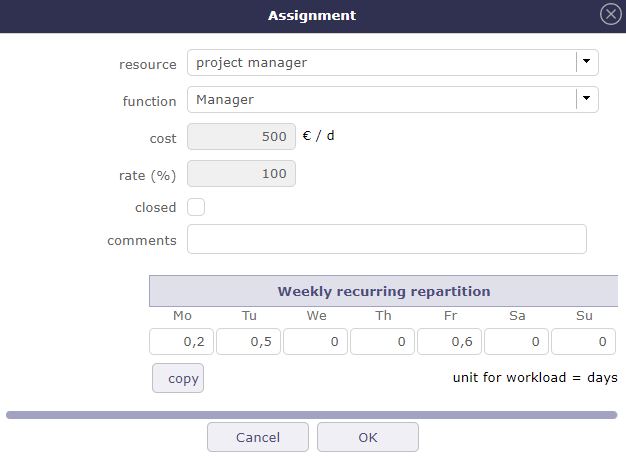 Assignment
resource project manager
function Manager
cost 500 € / d
rate (%) 100
closed
comments
Weekly recurring repartition
Mo Tu We Th Fr Sa Su
0,2 0,5 0 0 0,6 0 0
copy unit for workload = days
Cancel OK